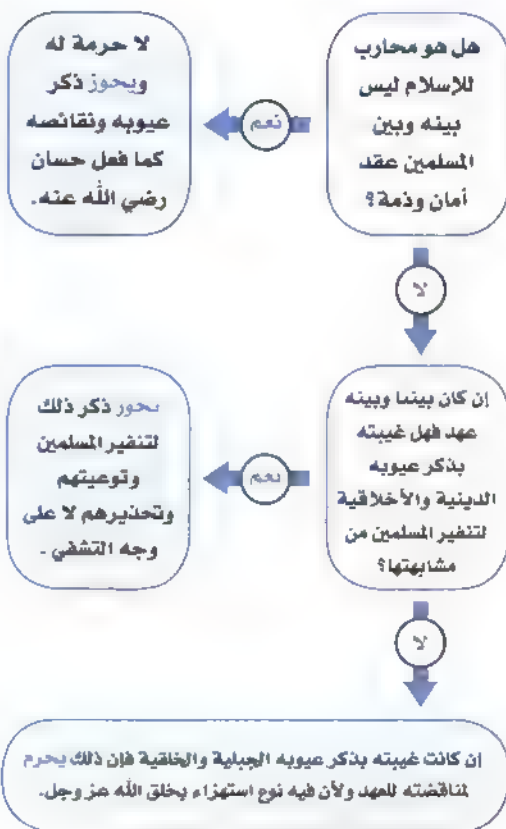 هل هو محارب
للإسلام ليس
بينه وبين
المسلمين عقد
أمان وذمة؟
نعم
لا حرمة له
ويجوز ذكر
عيوبه ونقائصه
كما فعل حسان
رضي الله عنه.
لا
إن كان بيننا وبينه
عهد فهل غيبته
بذكر عيوبه
الدينية والأخلاقية
لتنفير المسلمين من
مشابهتها؟
نعم
يجوز ذكر ذلك
لتنفير المسلمين
وتوعيتهم
وتحذيرهم لا على
وجه التشفي.
لا
إن كانت غيبته بذكر عيوبه الجبلية والخلقية فإن ذلك يحرم
لمناقضته للعهد ولأن فيه نوع استهزاء بخلق الله عز وجل.